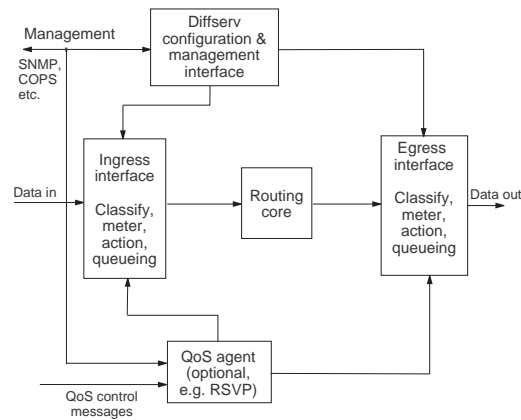 Diffserv
configuration &
management
interface
Management
SNMP,
COPS
etc.
Ingress
interface
Classify,
meter,
action,
queueing
Data in
Routing
core
Egress
interface
Classify,
meter,
action,
queueing
Data out
QoS agent
(optional,
e.g. RSVP)
QoS control
messages